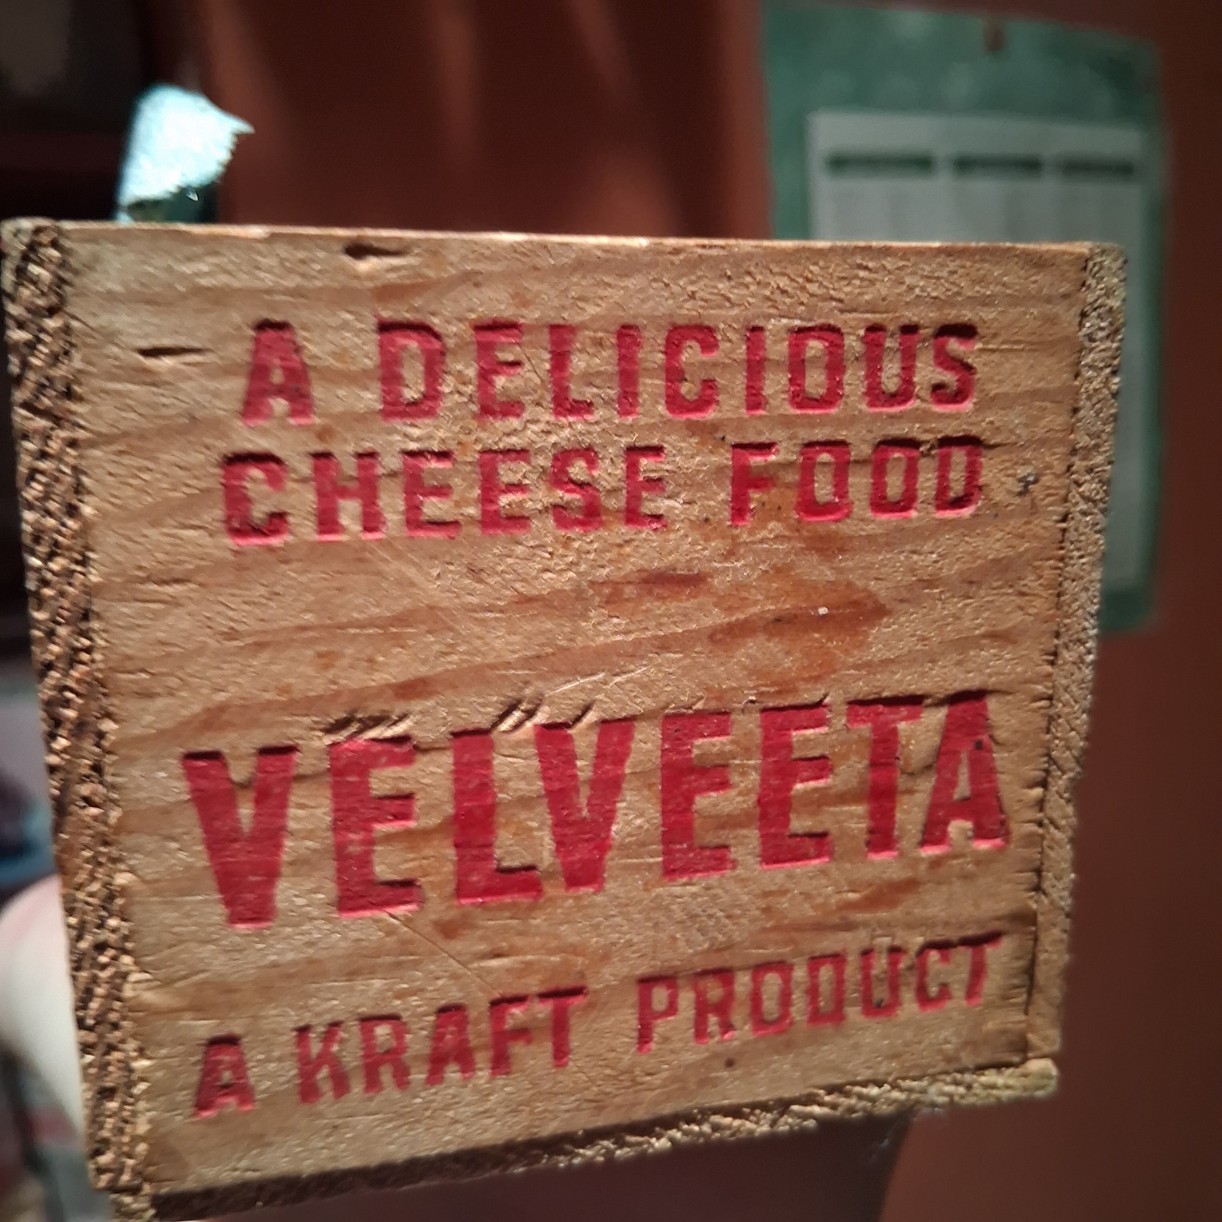 A DELICIOUS
CHEESE FOOD
VELVEETA
A KRAFT PRODUCT